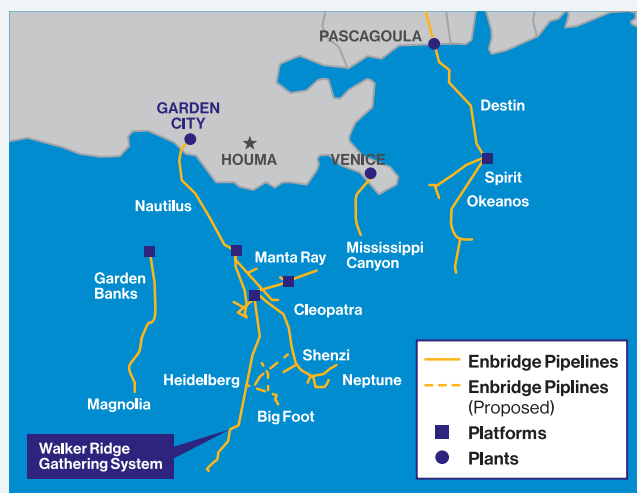 PASCAGOULA
Destin
GARDEN
CITY
HOUMA
VENICE
Spirit
Okeanos
Nautilus
Mississippi
Canyon
Manta Ray
Garden
Banks
Cleopatra
Shenzi
Heidelberg
Neptune
Magnolia
Big Foot
Walker Ridge
Gathering System
Enbridge Pipelines
Enbridge Piplines
(Proposed)
Platforms
Plants